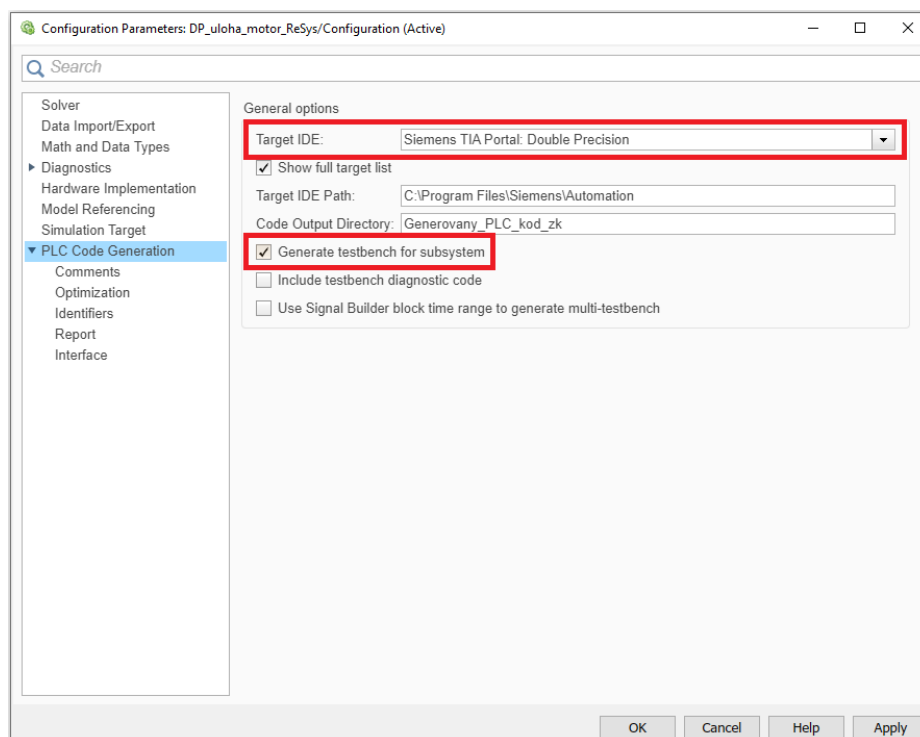 Configuration Parameters: DP_uloha_motor_ReSys/Configuration (Active)
Search
Solver
Data Import/Export
Math and Data Types
Diagnostics
Hardware Implementation
Model Referencing
Simulation Target
PLC Code Generation
Comments
Optimization
Identifiers
Report
Interface
General options
Target IDE: Siemens TIA Portal: Double Precision
Show full target list
Target IDE Path: C:\Program Files\Siemens\Automation
Code Output Directory: Generovany_PLC_kod_zk
Generate testbench for subsystem
Include testbench diagnostic code
Use Signal Builder block time range to generate multi-testbench
OK Cancel Help Apply